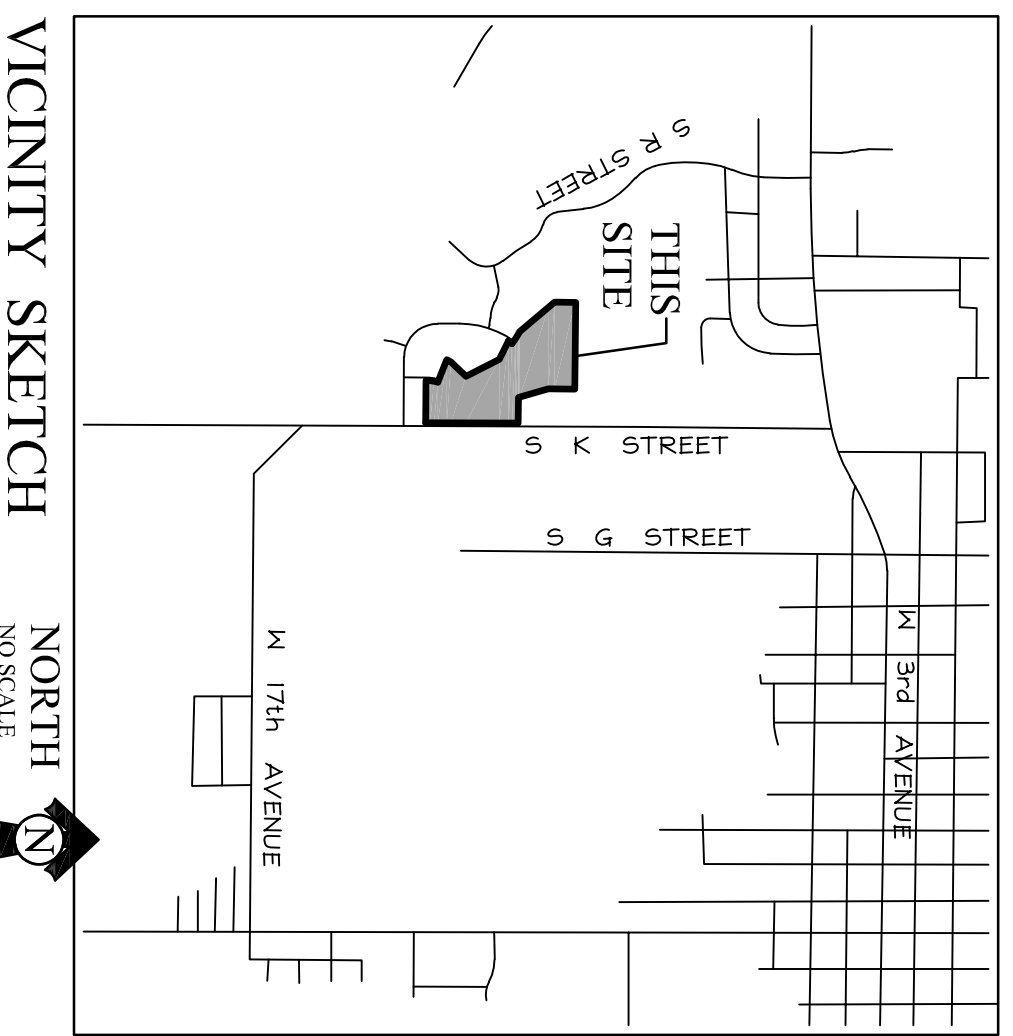 S R STREET
THIS
SITE
S K STREET
S G STREET
W 3rd AVENUE
W 17th AVENUE
VICINITY SKETCH
NORTH
NO SCALE
N